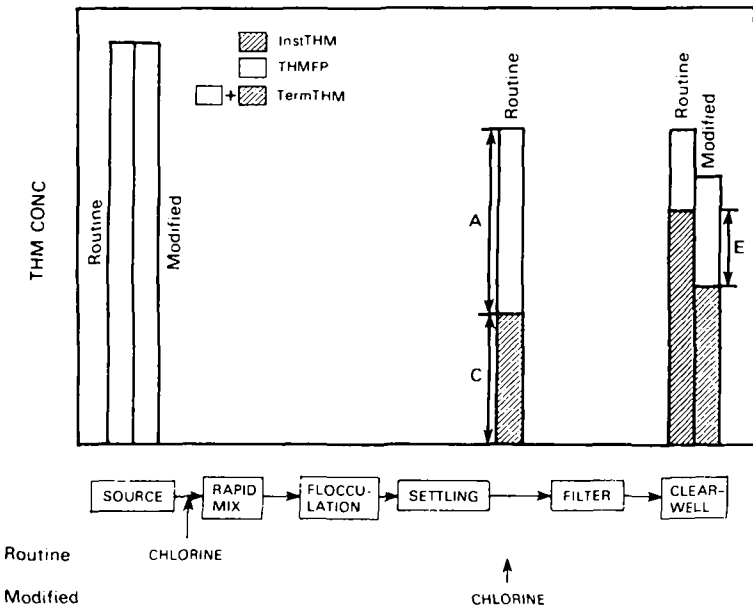 InstTHM
THMFP
+ TermTHM
Routine
Modified
THM CONC
Routine
A
C
Routine
Modified
E
SOURCE
RAPID
MIX
FLOCCU-
LATION
SETTLING
FILTER
CLEAR-
WELL
Routine
CHLORINE
Modified
CHLORINE